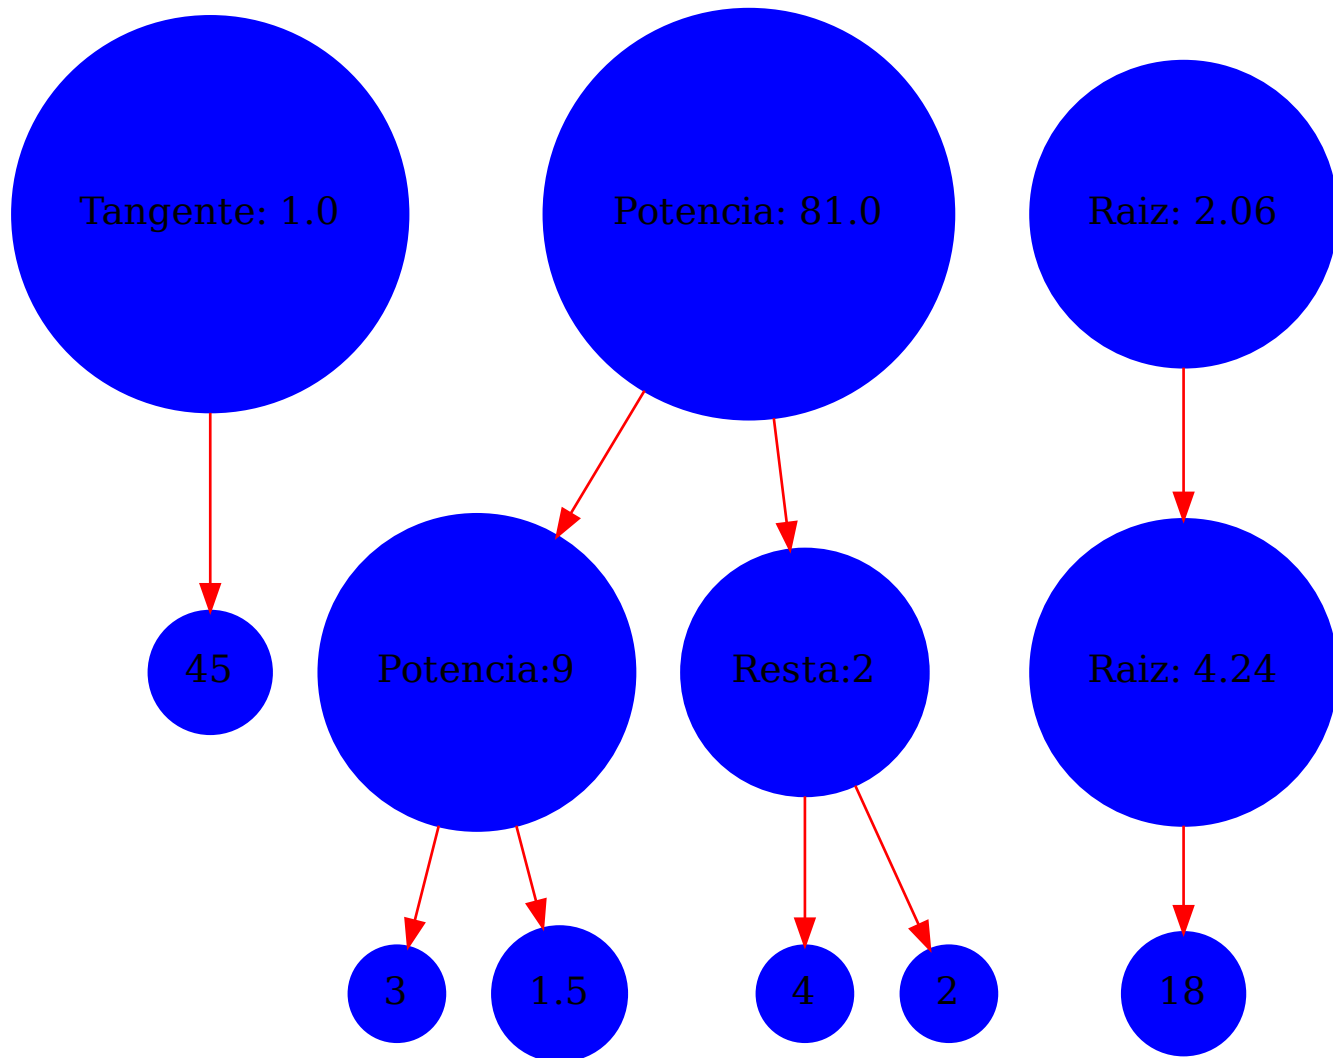 Tangente: 1.0
Potencia: 81.0
Raiz: 2.06
45
Potencia:9
Resta:2
Raiz: 4.24
3
1.5
4
2
18